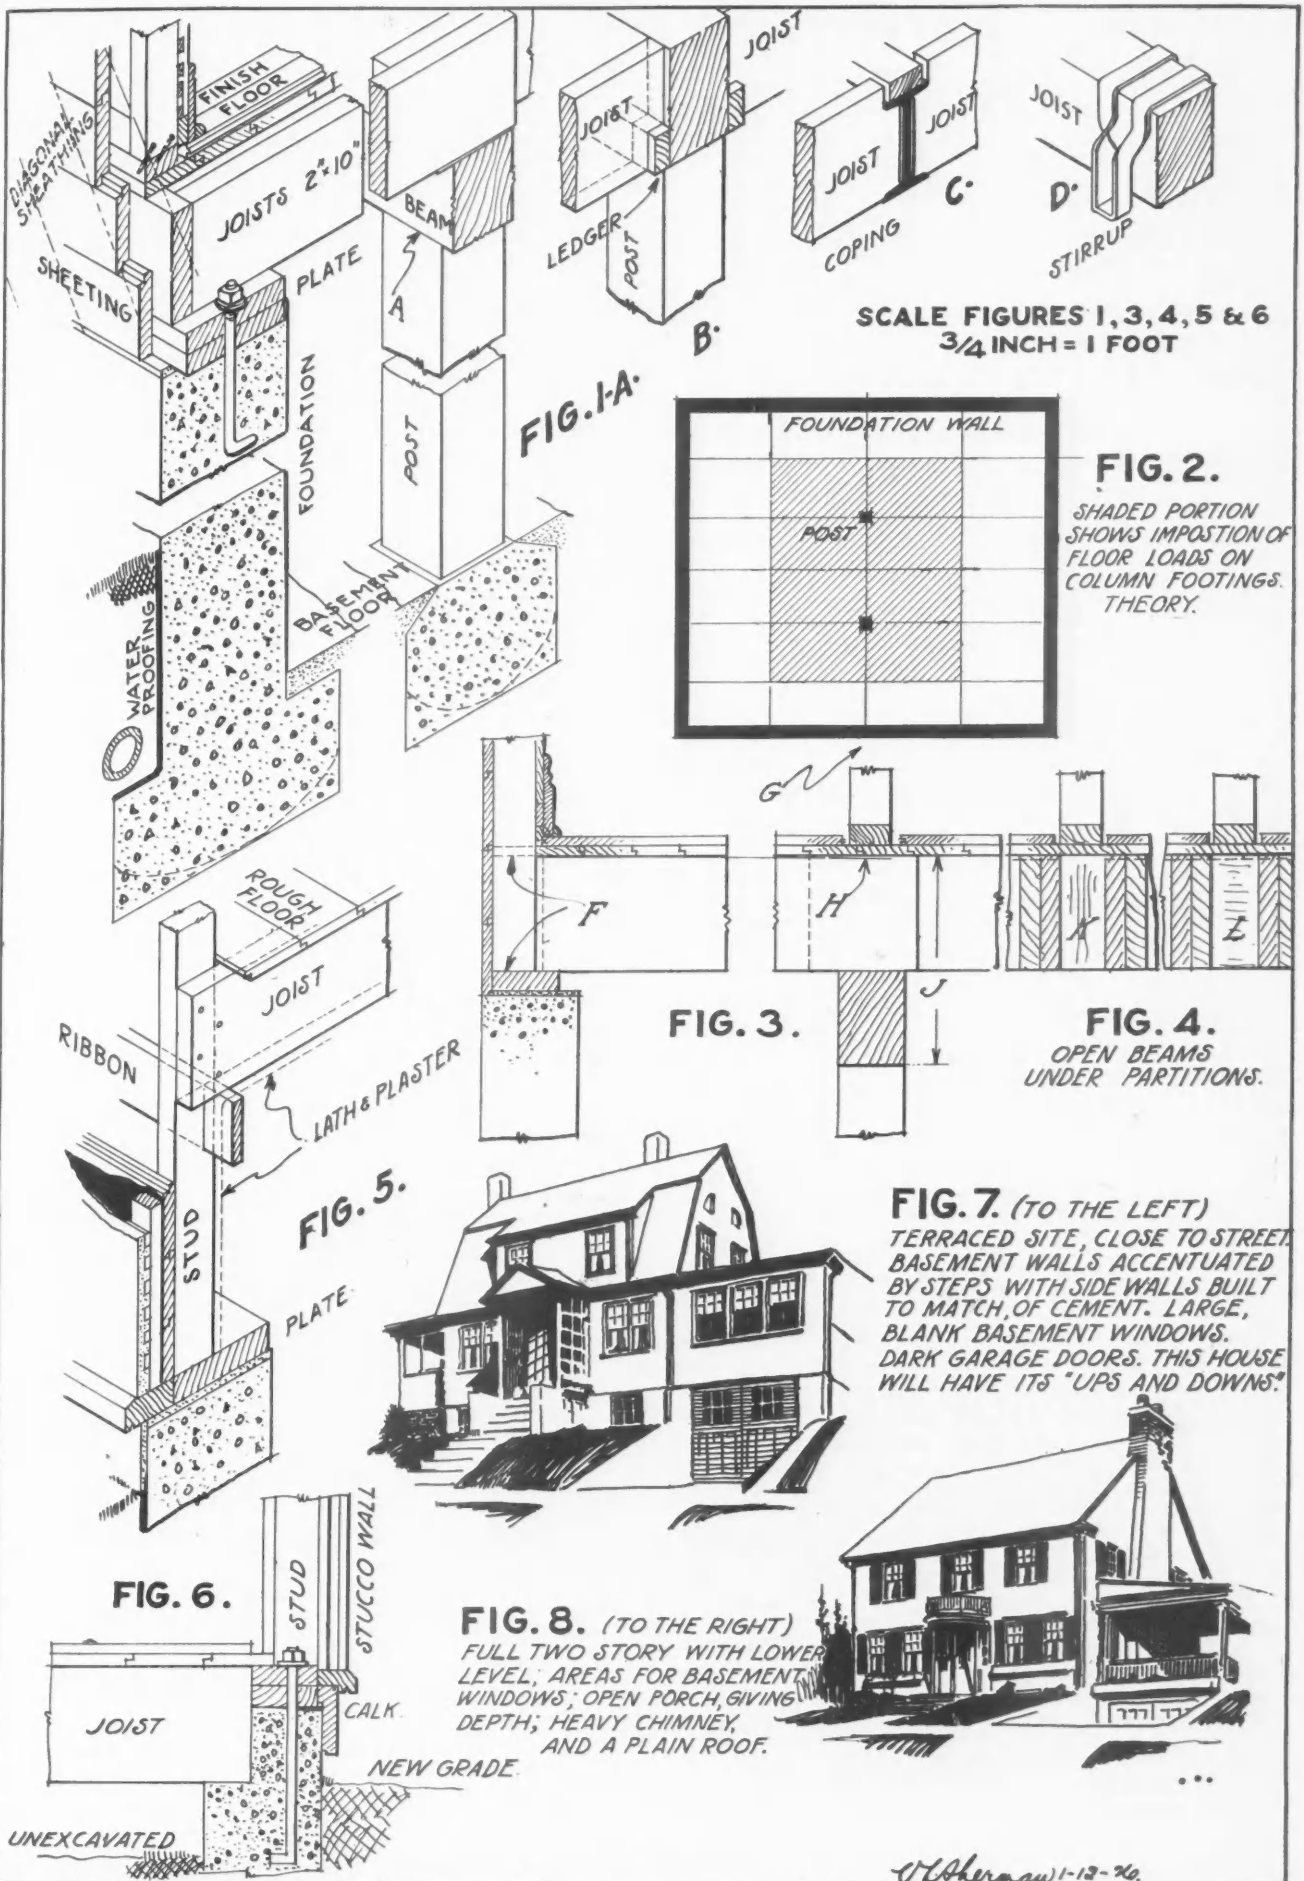 DIAGONAL
SHEATHING
FINISH
FLOOR
JOISTS 2"x10"
SHEETING
PLATE
FOUNDATION
WATER
PROOFING
BASEMENT
FLOOR
BEAM
A
POST
FIG. 1-A.
JOIST
JOIST
LEDGER
POST
B.
JOIST
JOIST
COPING
C.
JOIST
D.
STIRRUP
SCALE FIGURES 1, 3, 4, 5 & 6
3/4 INCH = 1 FOOT
FOUNDATION WALL
POST
FIG. 2.
SHADED PORTION
SHOWS IMPOSTION OF
FLOOR LOADS ON
COLUMN FOOTINGS.
THEORY.
G
F
H
J
FIG. 3.
L
FIG. 4.
OPEN BEAMS
UNDER PARTITIONS.
ROUGH
FLOOR
JOIST
RIBBON
LATH & PLASTER
STUD
PLATE
FIG. 5.
FIG. 7. (TO THE LEFT)
TERRACED SITE, CLOSE TO STREET.
BASEMENT WALLS ACCENTUATED
BY STEPS WITH SIDE WALLS BUILT
TO MATCH, OF CEMENT. LARGE,
BLANK BASEMENT WINDOWS.
DARK GARAGE DOORS. THIS HOUSE
WILL HAVE ITS "UPS AND DOWNS."
FIG. 6.
STUD
STUCCO WALL
JOIST
CALK.
NEW GRADE.
UNEXCAVATED
FIG. 8. (TO THE RIGHT)
FULL TWO STORY WITH LOWER
LEVEL; AREAS FOR BASEMENT
WINDOWS; OPEN PORCH, GIVING
DEPTH; HEAVY CHIMNEY,
AND A PLAIN ROOF.
Sherman 1-12-26.